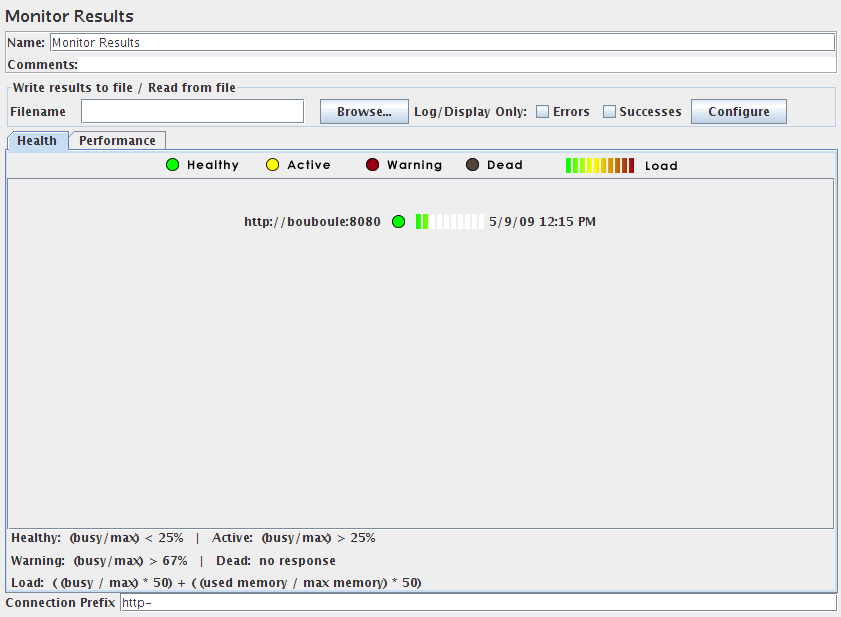 Monitor Results
Name: Monitor Results
Comments:
Write results to file / Read from file
Filename Browse... Log/Display Only: Errors Successes Configure
Health Performance
Healthy Active Warning Dead Load
http://bouboule:8080 5/9/09 12:15 PM
Healthy: (busy/max) < 25% | Active: (busy/max) > 25%
Warning: (busy/max) > 67% | Dead: no response
Load: ( (busy / max) * 50) + ( (used memory / max memory) * 50)
Connection Prefix http-